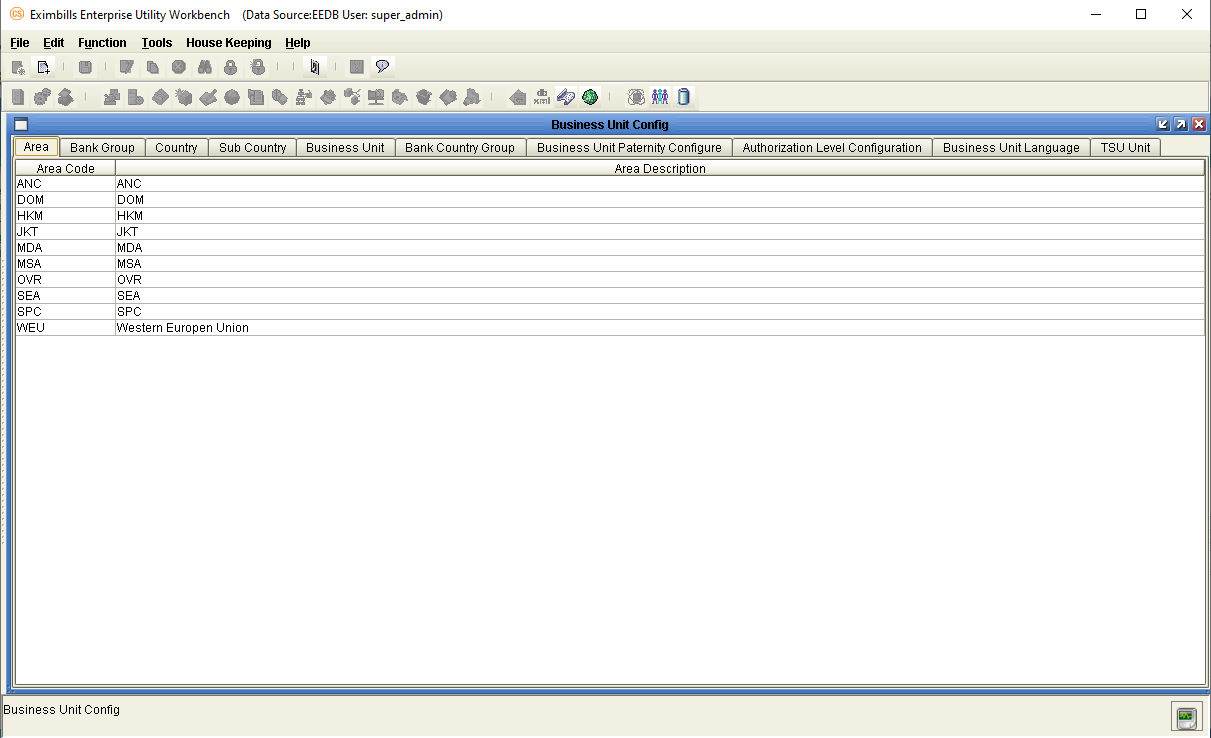 Eximbills Enterprise Utility Workbench (Data Source:EEDB User: super_admin)
File Edit Function Tools House Keeping Help
db
xml
Business Unit Config
Area Bank Group Country Sub Country Business Unit Bank Country Group Business Unit Paternity Configure Authorization Level Configuration Business Unit Language TSU Unit
Area Code Area Description
ANC ANC
DOM DOM
HKM HKM
JKT JKT
MDA MDA
MSA MSA
OVR OVR
SEA SEA
SPC SPC
WEU Western Europen Union
Business Unit Config